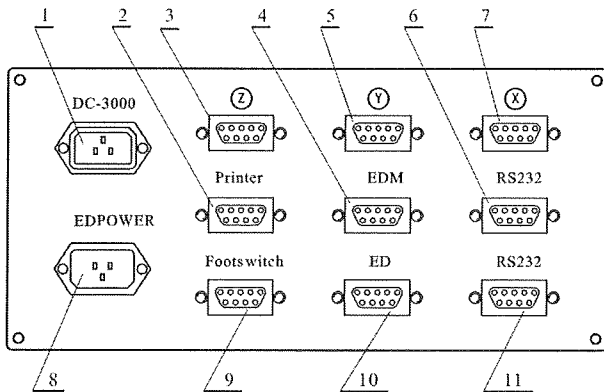 1 2 3 4 5 6 7
DC-3000 Z Y X
Printer EDM RS232
EDPOWER
Footswitch ED RS232
8 9 10 11